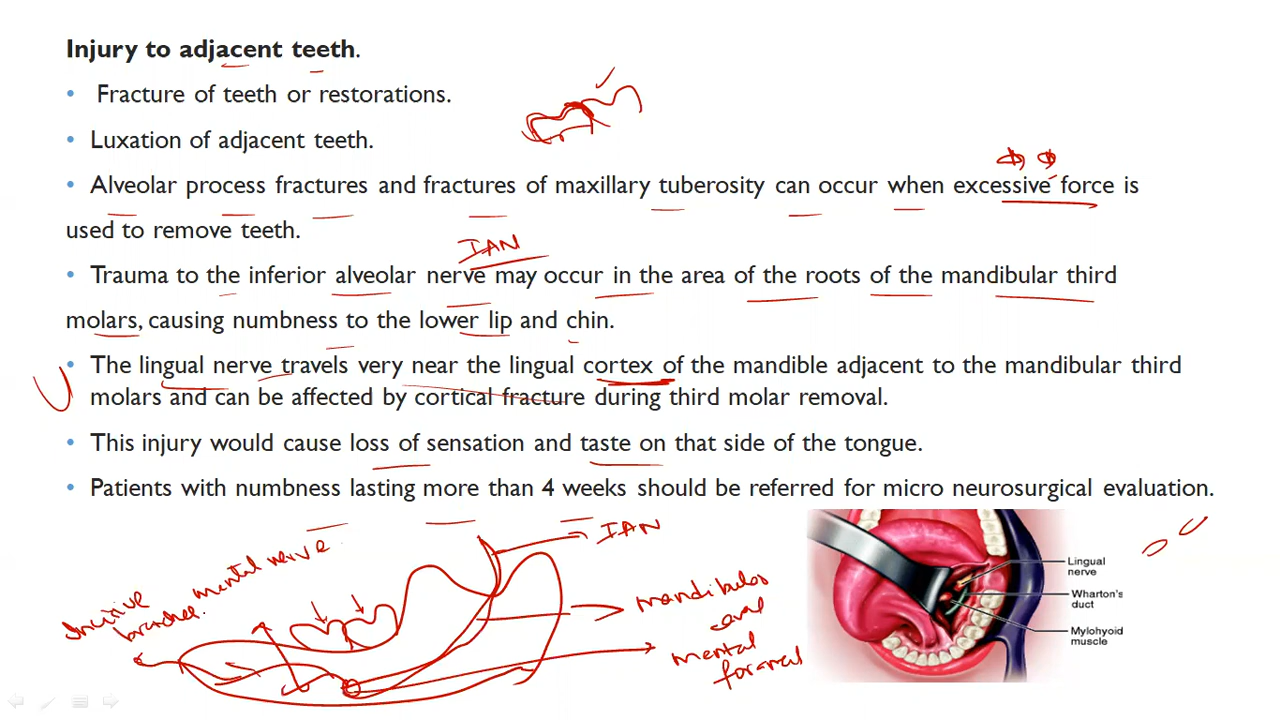 Injury to adjacent teeth.
• Fracture of teeth or restorations.
• Luxation of adjacent teeth.
• Alveolar process fractures and fractures of maxillary tuberosity can occur when excessive force is
used to remove teeth.
IAN
• Trauma to the inferior alveolar nerve may occur in the area of the roots of the mandibular third
molars, causing numbness to the lower lip and chin.
• The lingual nerve travels very near the lingual cortex of the mandible adjacent to the mandibular third
molars and can be affected by cortical fracture during third molar removal.
• This injury would cause loss of sensation and taste on that side of the tongue.
• Patients with numbness lasting more than 4 weeks should be referred for micro neurosurgical evaluation.
IAN
mental nerve
mental
Lingual
nerve
Wharton's
duct
Mylohyoid
muscle